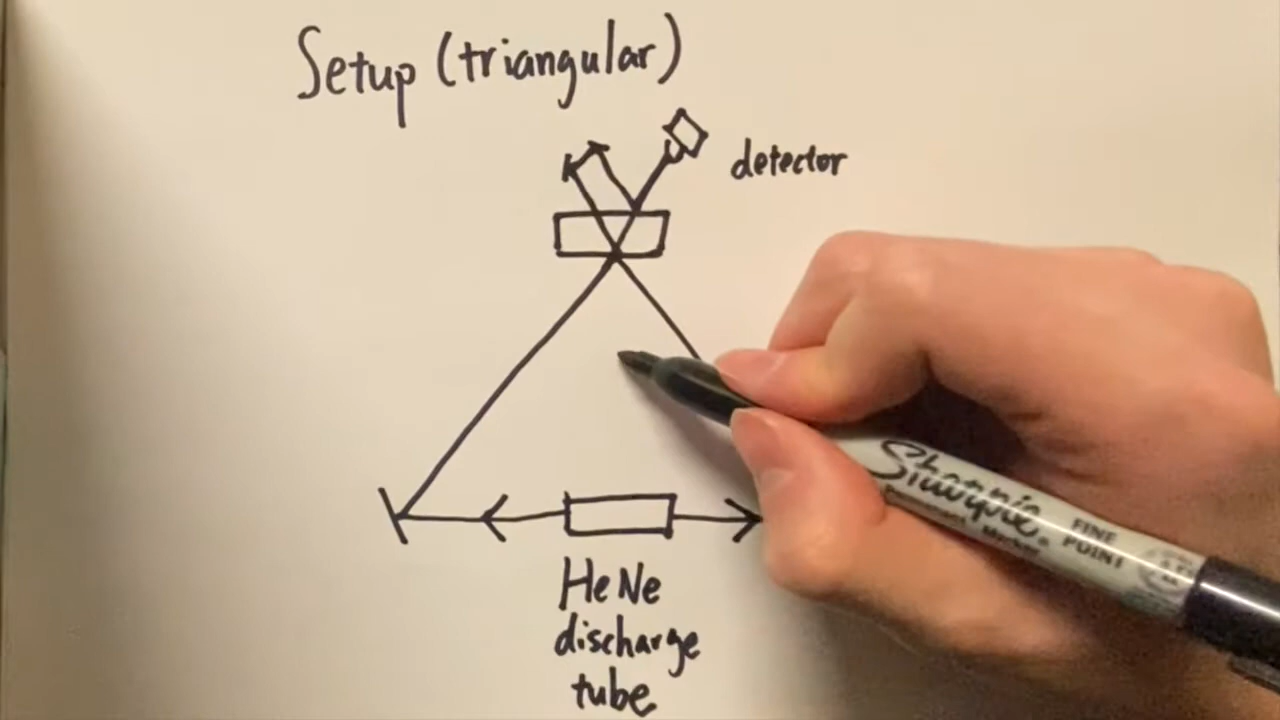 Setup (triangular)
detector
HeNe
discharge
tube
Sharpie
FINE
POINT